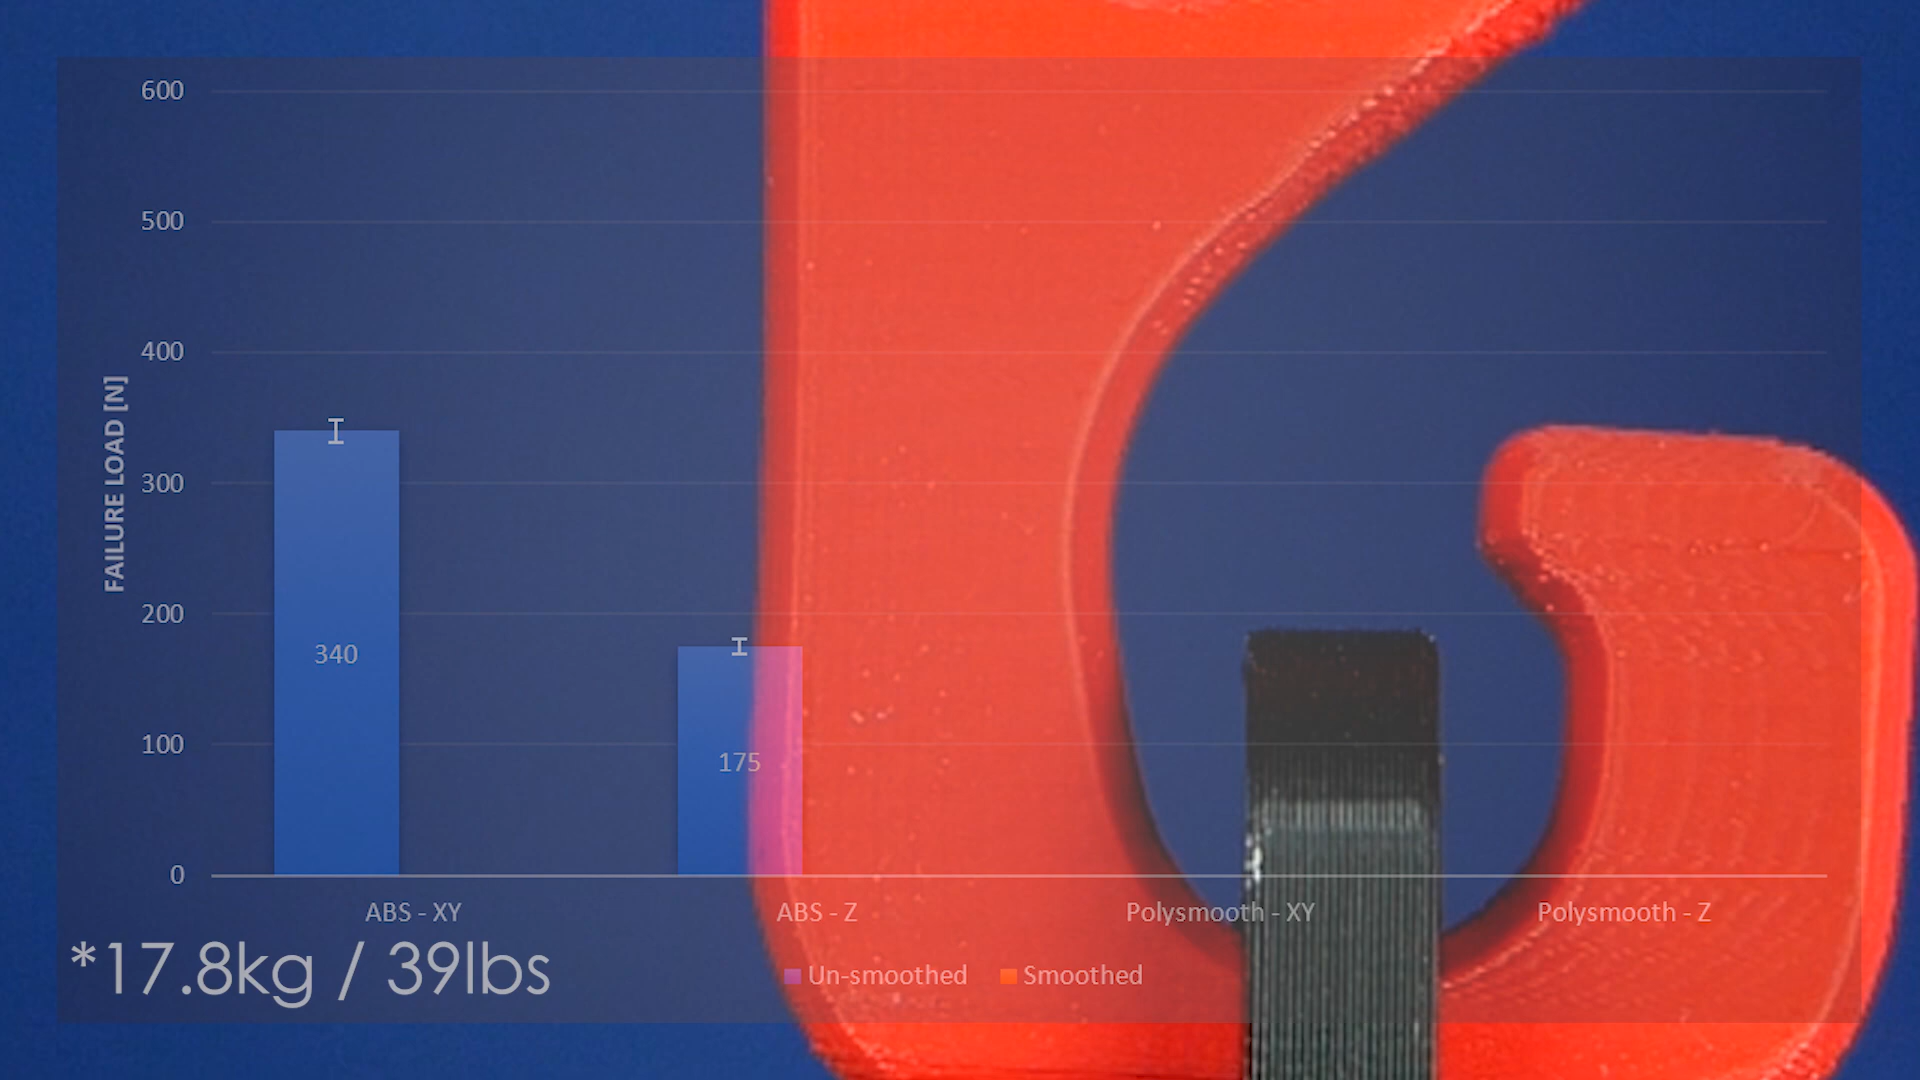 600
500
400
300
200
100
0
FAILURE LOAD [N]
340
175
ABS - XY
ABS - Z
Polysmooth - XY
Polysmooth - Z
Un-smoothed
Smoothed
*17.8kg / 39lbs